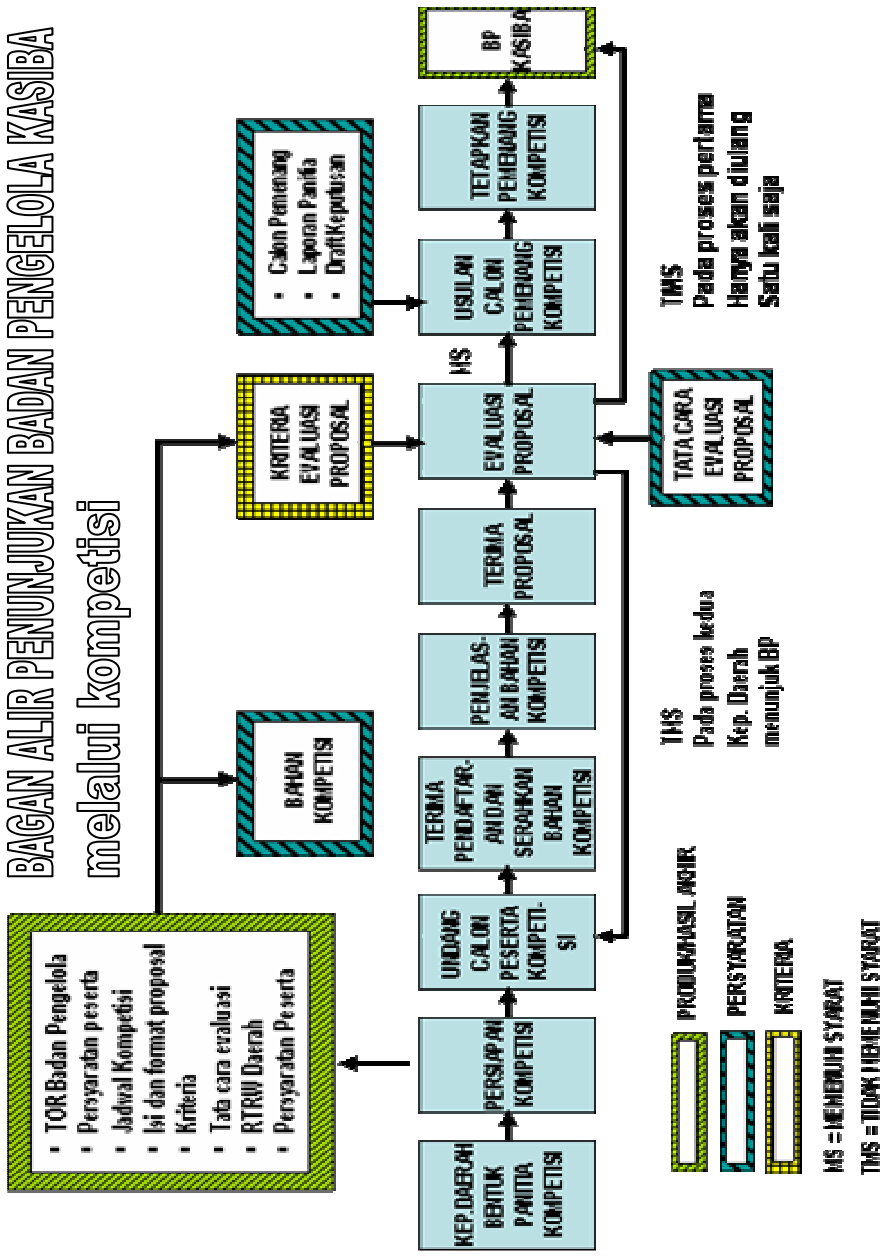 BAGAN ALIR PENUNJUKAN BADAN PENGELOLA KASIBA
melalui kompetisi
▪ TOR Badan Pengelola
▪ Persyaratan peserta
▪ Jadwal Kompetisi
▪ Isi dan format proposal
▪ Kriteria
▪ Tata cara evaluasi
▪ RTRW Daerah
▪ Persyaratan Peserta
BAHAN
KOMPETISI
KRITERIA
EVALUASI
PROPOSAL
▪ Calon Pemenang
▪ Laporan Panitia
▪ Draft Keputusan
KEP.DAERAH
BENTUK
PANITIA
KOMPETISI
PERSIAPAN
KOMPETISI
UNDANG
CALON
PESERTA
KOMPETI-
SI
TERIMA
PENDAFTAR-
AN DAN
SERAHKAN
BAHAN
KOMPETISI
PENJELAS-
AN BAHAN
KOMPETISI
TERIMA
PROPOSAL
EVALUASI
PROPOSAL
MS
USULAN
CALON
PEMENANG
KOMPETISI
TETAPKAN
PEMENANG
KOMPETISI
BP
KASIBA
TATA CARA
EVALUASI
PROPOSAL
TMS
Pada proses kedua
Kep. Daerah
menunjuk BP
TMS
Pada proses pertama
Hanya akan diulang
Satu kali saja
PRODUK/HASIL AKHIR
PERSYARATAN
KRITERIA
MS = MEMENUHI SYARAT
TMS = TIDAK MEMENUHI SYARAT